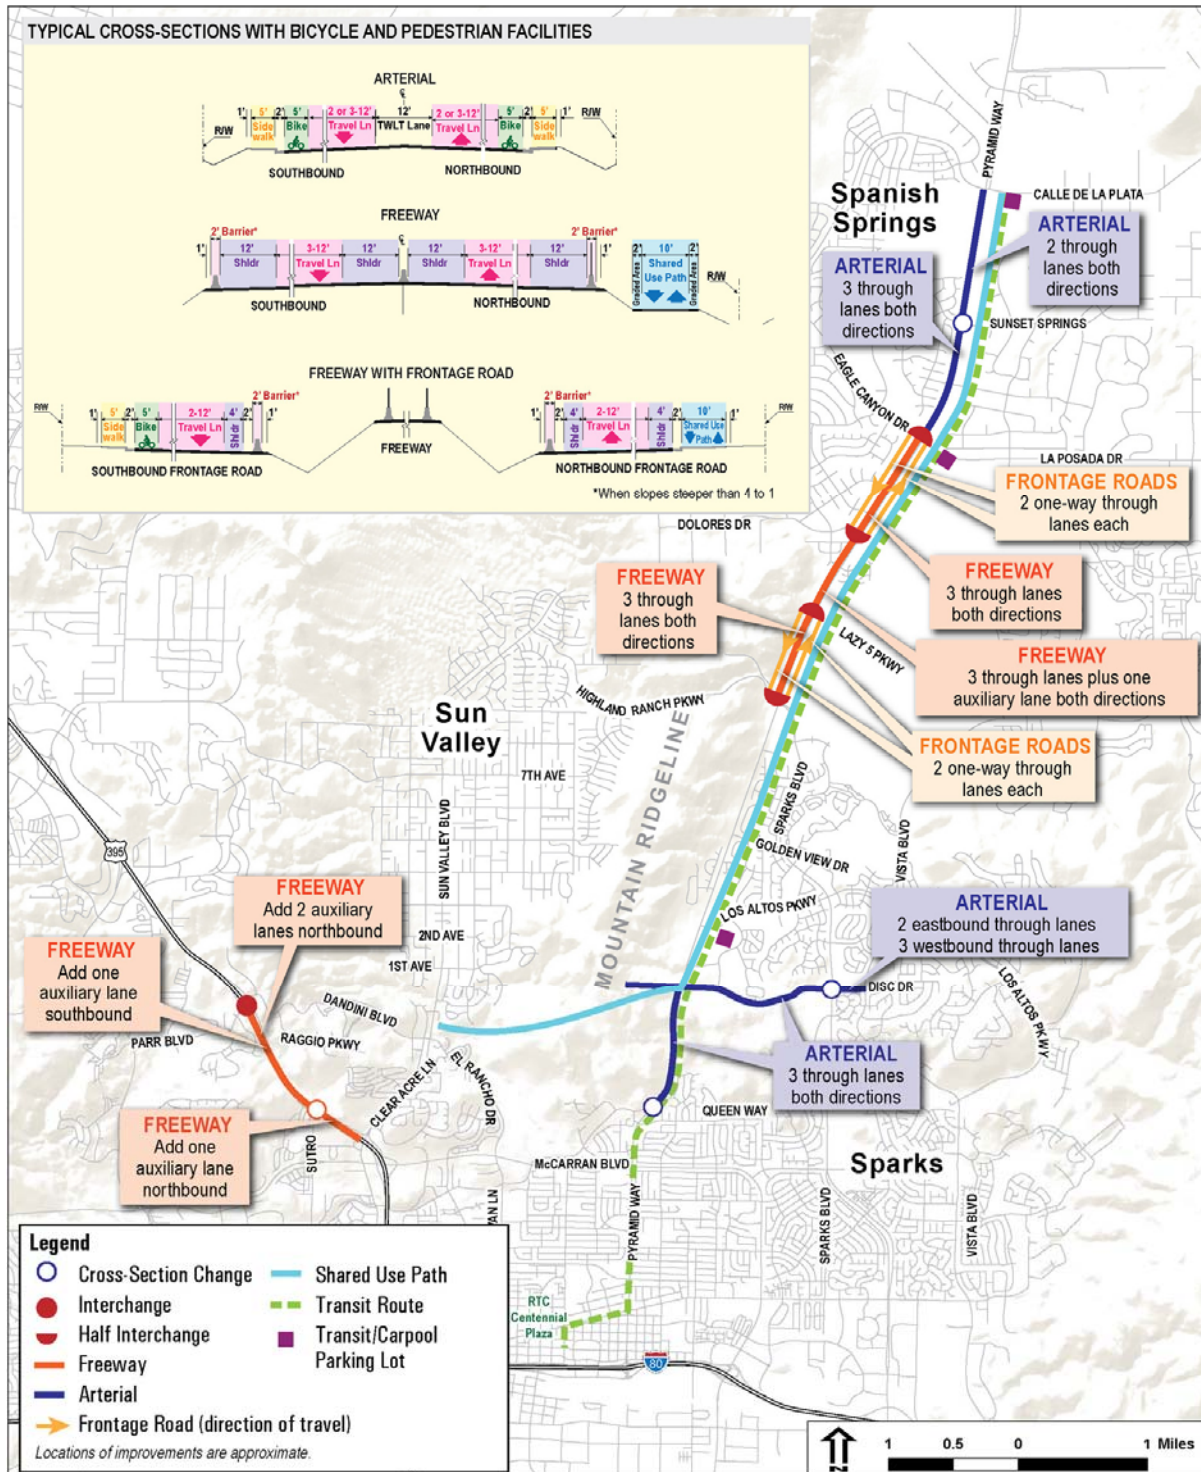 TYPICAL CROSS-SECTIONS WITH BICYCLE AND PEDESTRIAN FACILITIES
ARTERIAL
1' 5' 2' 5' 2 or 3-12' 12' 2 or 3-12' 5' 2' 5' 1'
R/W Side walk Bike Travel Ln TWLT Lane Travel Ln Bike Side walk R/W
SOUTHBOUND NORTHBOUND
FREEWAY
2' Barrier* 2' Barrier*
1' 12' 3-12' 12' 12' 3-12' 12' 1' 2' 10' 2'
Shldr Travel Ln Shldr Shldr Travel Ln Shldr Graded Area Shared Use Path Graded Area R/W
SOUTHBOUND NORTHBOUND
FREEWAY WITH FRONTAGE ROAD
2' Barrier* 2' Barrier*
R/W 1' 5' 2' 5' 2-12' 4' 2' 1' 1' 2' 4' 2-12' 4' 2' 10' 2' 1' R/W
Side walk Bike Travel Ln Shldr FREEWAY Shldr Travel Ln Shldr Shared Use Path
SOUTHBOUND FRONTAGE ROAD NORTHBOUND FRONTAGE ROAD
*When slopes steeper than 4 to 1
PYRAMID WAY
Spanish
Springs
CALLE DE LA PLATA
ARTERIAL
2 through
lanes both
directions
ARTERIAL
3 through
lanes both
directions
SUNSET SPRINGS
EAGLE CANYON DR
LA POSADA DR
FRONTAGE ROADS
2 one-way through
lanes each
DOLORES DR
FREEWAY
3 through lanes
both directions
FREEWAY
3 through
lanes both
directions
LAZY 5 PKWY
FREEWAY
3 through lanes plus one
auxiliary lane both directions
HIGHLAND RANCH PKWY
Sun
Valley
FRONTAGE ROADS
2 one-way through
lanes each
MOUNTAIN RIDGELINE
7TH AVE
SUN VALLEY BLVD
SPARKS BLVD
GOLDEN VIEW DR
VISTA BLVD
395
FREEWAY
Add 2 auxiliary
lanes northbound
LOS ALTOS PKWY
ARTERIAL
2 eastbound through lanes
3 westbound through lanes
2ND AVE
1ST AVE
FREEWAY
Add one
auxiliary lane
southbound
DISC DR
LOS ALTOS PKWY
DANDINI BLVD
PARR BLVD
RAGGIO PKWY
CLEAR ACRE LN
EL RANCHO DR
ARTERIAL
3 through lanes
both directions
QUEEN WAY
FREEWAY
Add one
auxiliary lane
northbound
SUTRO
McCARRAN BLVD
Sparks
PYRAMID WAY
SPARKS BLVD
VISTA BLVD
VAN LN
RTC
Centennial
Plaza
80
Legend
Cross-Section Change
Interchange
Half Interchange
Freeway
Arterial
Frontage Road (direction of travel)
Shared Use Path
Transit Route
Transit/Carpool
Parking Lot
Locations of improvements are approximate.
N
1 0.5 0 1 Miles